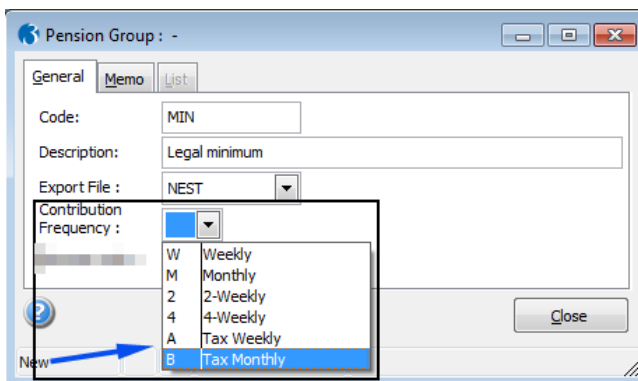 Pension Group : -
General Memo List
Code: MIN
Description: Legal minimum
Export File : NEST
Contribution
Frequency :
W Weekly
M Monthly
2 2-Weekly
4 4-Weekly
A Tax Weekly
B Tax Monthly
Close
New